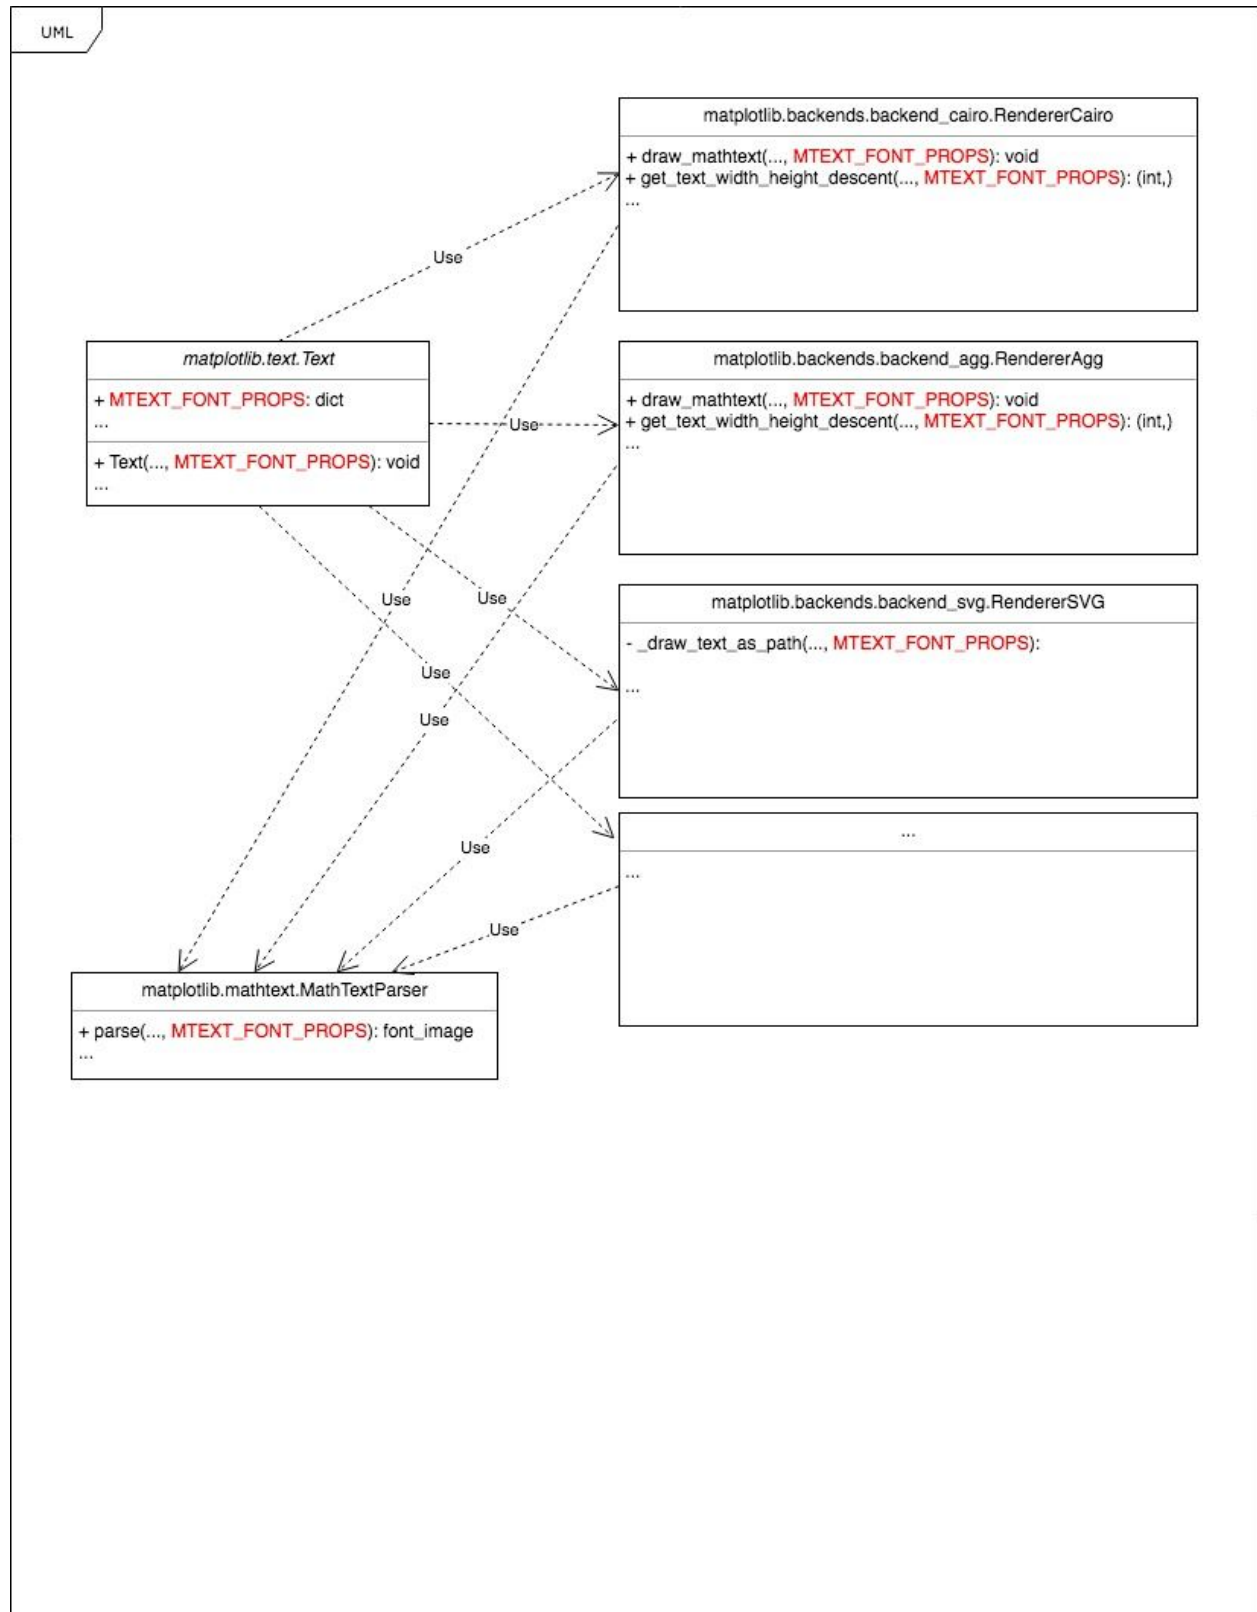 UML
matplotlib.backends.backend_cairo.RendererCairo
+ draw_mathtext(..., MTEXT_FONT_PROPS): void
+ get_text_width_height_descent(..., MTEXT_FONT_PROPS): (int,)
...
Use
matplotlib.text.Text
+ MTEXT_FONT_PROPS: dict
...
+ Text(..., MTEXT_FONT_PROPS): void
...
Use
matplotlib.backends.backend_agg.RendererAgg
+ draw_mathtext(..., MTEXT_FONT_PROPS): void
+ get_text_width_height_descent(..., MTEXT_FONT_PROPS): (int,)
...
Use
Use
matplotlib.backends.backend_svg.RendererSVG
- _draw_text_as_path(..., MTEXT_FONT_PROPS):
...
Use
Use
Use
...
...
Use
matplotlib.mathtext.MathTextParser
+ parse(..., MTEXT_FONT_PROPS): font_image
...